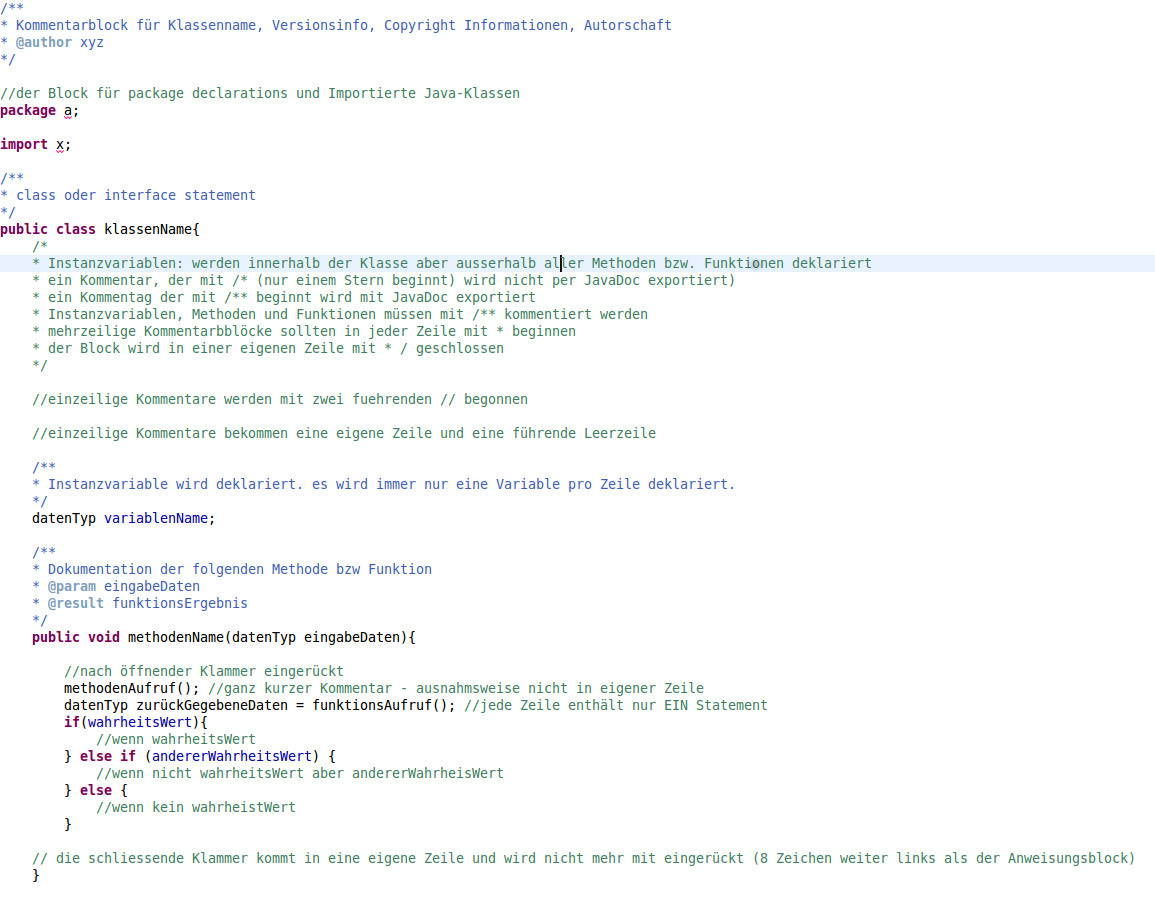 /**
* Kommentarblock für Klassenname, Versionsinfo, Copyright Informationen, Autorschaft
* @author xyz
*/
//der Block für package declarations und Importierte Java-Klassen
package a;
import x;
/**
* class oder interface statement
*/
public class klassenName{
/*
* Instanzvariablen: werden innerhalb der Klasse aber ausserhalb aller Methoden bzw. Funktionen deklariert
* ein Kommentar, der mit /* (nur einem Stern beginnt) wird nicht per JavaDoc exportiert)
* ein Kommentag der mit /** beginnt wird mit JavaDoc exportiert
* Instanzvariablen, Methoden und Funktionen müssen mit /** kommentiert werden
* mehrzeilige Kommentarbblöcke sollten in jeder Zeile mit * beginnen
* der Block wird in einer eigenen Zeile mit * / geschlossen
*/
//einzeilige Kommentare werden mit zwei fuehrenden // begonnen
//einzeilige Kommentare bekommen eine eigene Zeile und eine führende Leerzeile
/**
* Instanzvariable wird deklariert. es wird immer nur eine Variable pro Zeile deklariert.
*/
datenTyp variablenName;
/**
* Dokumentation der folgenden Methode bzw Funktion
* @param eingabeDaten
* @result funktionsErgebnis
*/
public void methodenName(datenTyp eingabeDaten){
//nach öffnender Klammer eingerückt
methodenAufruf(); //ganz kurzer Kommentar - ausnahmsweise nicht in eigener Zeile
datenTyp zurückGegebeneDaten = funktionsAufruf(); //jede Zeile enthält nur EIN Statement
if(wahrheitsWert){
//wenn wahrheitsWert
} else if (andererWahrheitsWert) {
//wenn nicht wahrheitsWert aber andererWahrheisWert
} else {
//wenn kein wahrheistWert
}
// die schliessende Klammer kommt in eine eigene Zeile und wird nicht mehr mit eingerückt (8 Zeichen weiter links als der Anweisungsblock)
}